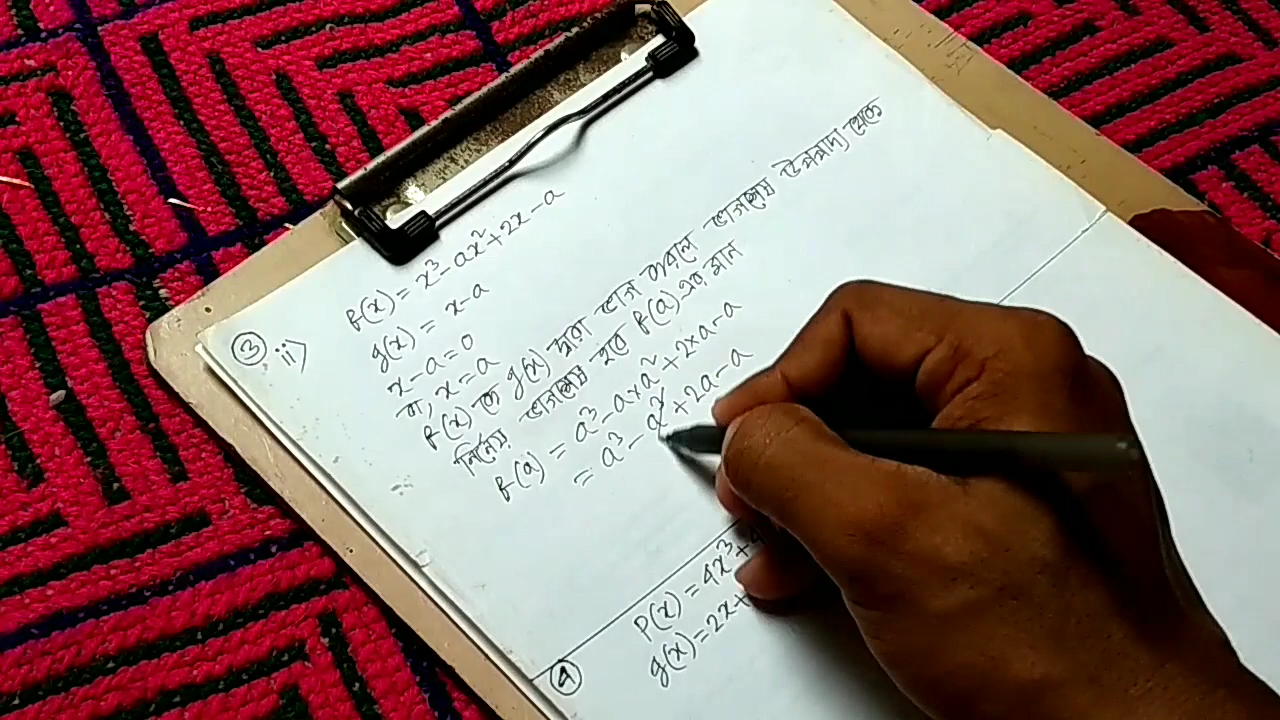 ③ ii) f(x) = x³ - ax² + 2x - a
g(x) = x - a
x - a = 0
বা, x = a
f(x) কে g(x) দ্বারা ভাগ করলে ভাগশেষ উপপাদ্য থেকে
নির্নেয় ভাগশেষ হবে f(a) এর মান
f(a) = a³ - a×a² + 2×a - a
= a³ - a³ + 2a - a
④ P(x) = 4x³ + 4
g(x) = 2x +